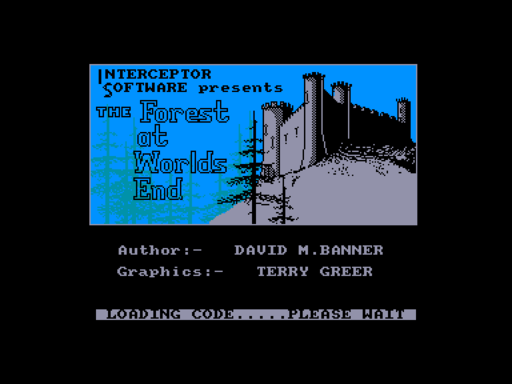 INTERCEPTOR
SOFTWARE presents
THE Forest
at
Worlds
End
Author:- DAVID M.BANNER
Graphics:- TERRY GREER
LOADING CODE.....PLEASE WAIT